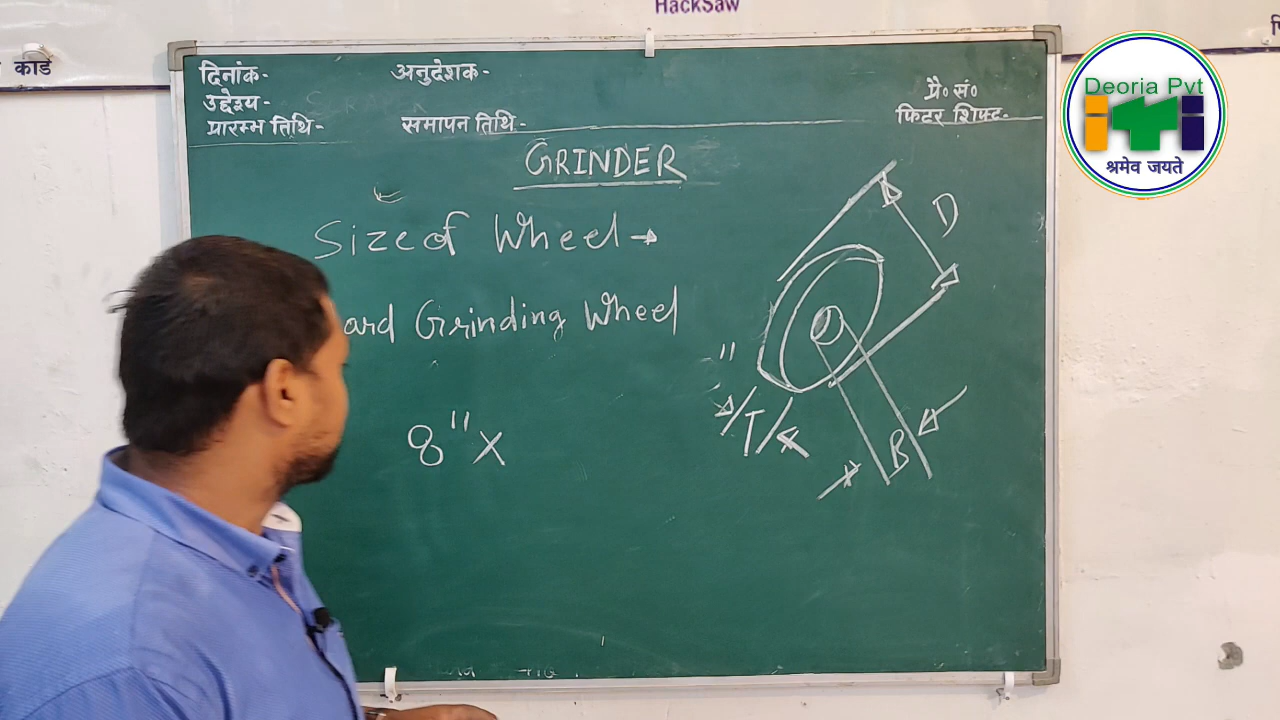 HackSaw
कार्ड
दिनांक-
अनुदेशक-
उद्देश्य-
प्रारम्भ तिथि-
समापन तिथि-
प्रै० सं०
फिटर शिफ्ट-
Deoria Pvt
ITI
श्रमेव जयते
GRINDER
Size of Wheel →
ard Grinding Wheel
8" X
D
"
T
B